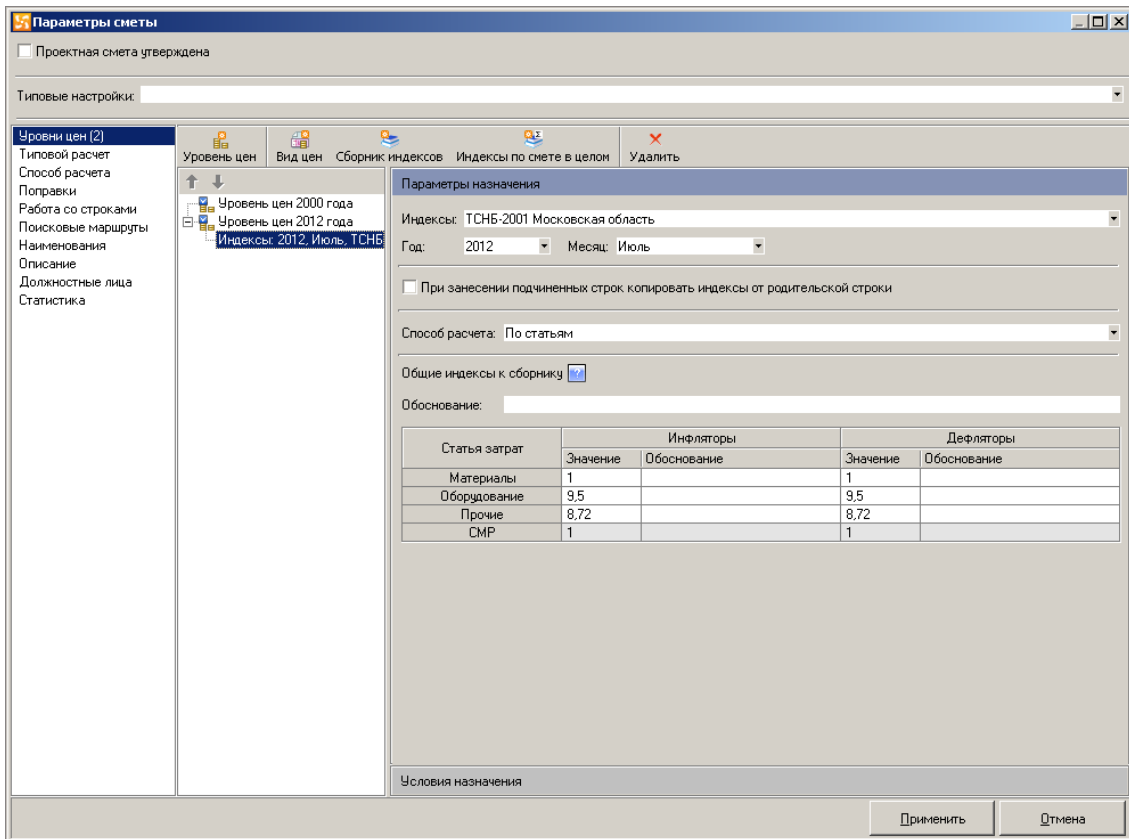 Параметры сметы
Проектная смета утверждена
Типовые настройки:
Уровни цен (2)
Типовой расчет
Способ расчета
Поправки
Работа со строками
Поисковые маршруты
Наименования
Описание
Должностные лица
Статистика
Уровень цен Вид цен Сборник индексов Индексы по смете в целом Удалить
Уровень цен 2000 года
Уровень цен 2012 года
Индексы: 2012, Июль, ТСНБ
Параметры назначения
Индексы: ТСНБ-2001 Московская область
Год: 2012 Месяц: Июль
При занесении подчиненных строк копировать индексы от родительской строки
Способ расчета: По статьям
Общие индексы к сборнику ?
Обоснование:
Статья затрат Инфляторы Дефляторы
Значение Обоснование Значение Обоснование
Материалы 1 1
Оборудование 9,5 9,5
Прочие 8,72 8,72
СМР 1 1
Условия назначения
Применить Отмена